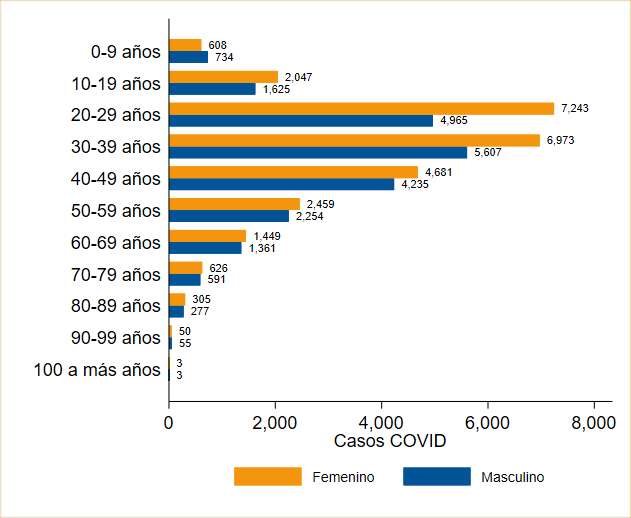 0-9 años 608
734
10-19 años 2,047
1,625
20-29 años 7,243
4,965
30-39 años 6,973
5,607
40-49 años 4,681
4,235
50-59 años 2,459
2,254
60-69 años 1,449
1,361
70-79 años 626
591
80-89 años 305
277
90-99 años 50
55
100 a más años 3
3
0 2,000 4,000 6,000 8,000
Casos COVID
Femenino Masculino